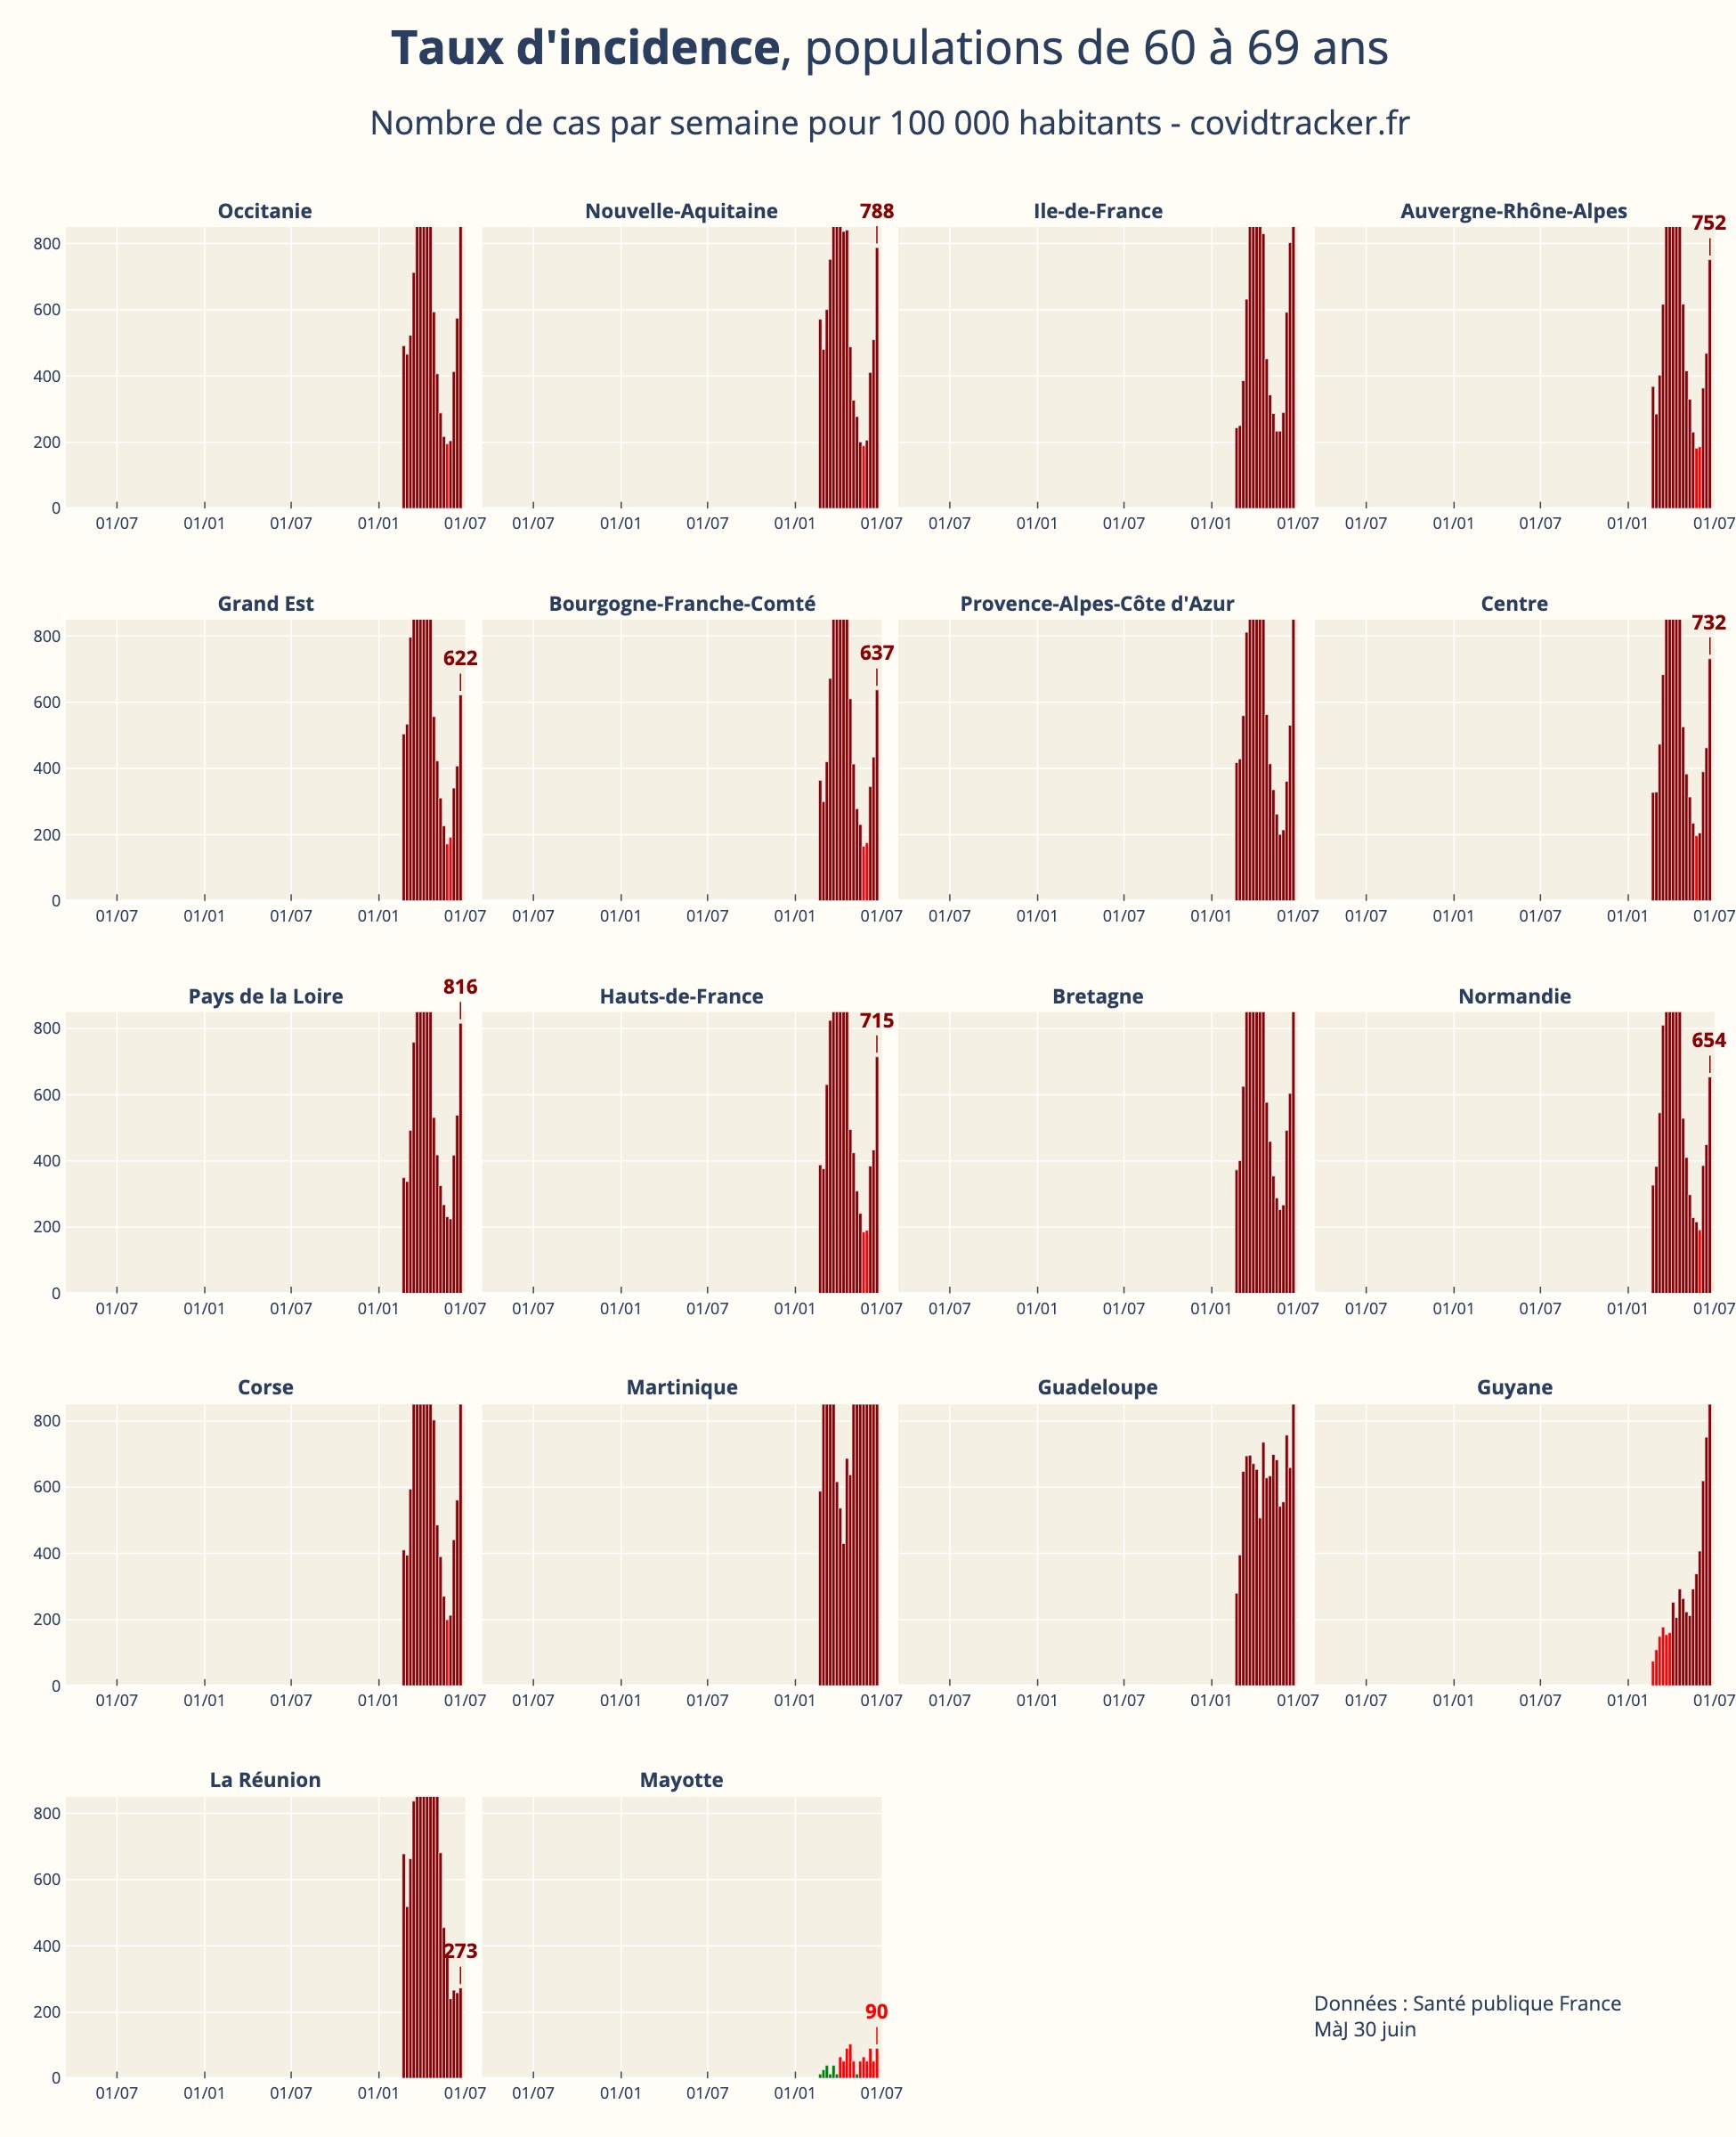 Taux d'incidence, populations de 60 à 69 ans
Nombre de cas par semaine pour 100 000 habitants - covidtracker.fr
Occitanie
Nouvelle-Aquitaine
788
Ile-de-France
Auvergne-Rhône-Alpes
752
800
600
400
200
0
01/07 01/01 01/07 01/01 01/07
01/07 01/01 01/07 01/01 01/07
01/07 01/01 01/07 01/01 01/07
01/07 01/01 01/07 01/01 01/07
Grand Est
622
Bourgogne-Franche-Comté
637
Provence-Alpes-Côte d'Azur
Centre
732
800
600
400
200
0
01/07 01/01 01/07 01/01 01/07
01/07 01/01 01/07 01/01 01/07
01/07 01/01 01/07 01/01 01/07
01/07 01/01 01/07 01/01 01/07
Pays de la Loire
816
Hauts-de-France
715
Bretagne
Normandie
654
800
600
400
200
0
01/07 01/01 01/07 01/01 01/07
01/07 01/01 01/07 01/01 01/07
01/07 01/01 01/07 01/01 01/07
01/07 01/01 01/07 01/01 01/07
Corse
Martinique
Guadeloupe
Guyane
800
600
400
200
0
01/07 01/01 01/07 01/01 01/07
01/07 01/01 01/07 01/01 01/07
01/07 01/01 01/07 01/01 01/07
01/07 01/01 01/07 01/01 01/07
La Réunion
273
Mayotte
90
800
600
400
200
0
01/07 01/01 01/07 01/01 01/07
01/07 01/01 01/07 01/01 01/07
Données : Santé publique France
MàJ 30 juin